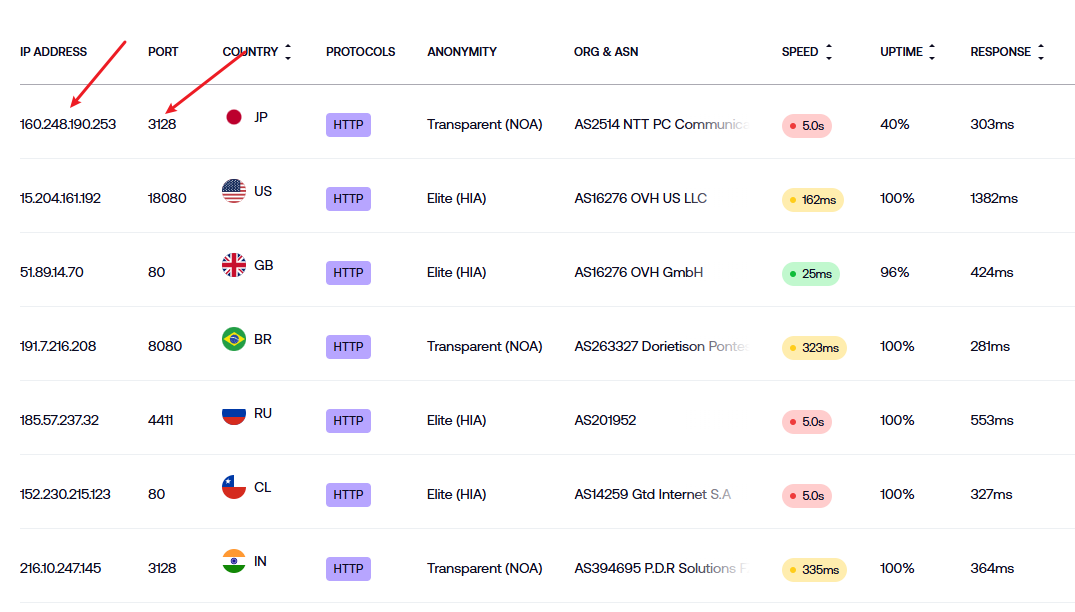 IP ADDRESS PORT COUNTRY PROTOCOLS ANONYMITY ORG & ASN SPEED UPTIME RESPONSE
160.248.190.253 3128 JP HTTP Transparent (NOA) AS2514 NTT PC Communica 5.0s 40% 303ms
15.204.161.192 18080 US HTTP Elite (HIA) AS16276 OVH US LLC 162ms 100% 1382ms
51.89.14.70 80 GB HTTP Elite (HIA) AS16276 OVH GmbH 25ms 96% 424ms
191.7.216.208 8080 BR HTTP Transparent (NOA) AS263327 Dorietison Pontes 323ms 100% 281ms
185.57.237.32 4411 RU HTTP Elite (HIA) AS201952 5.0s 100% 553ms
152.230.215.123 80 CL HTTP Elite (HIA) AS14259 Gtd Internet S.A 5.0s 100% 327ms
216.10.247.145 3128 IN HTTP Transparent (NOA) AS394695 P.D.R Solutions F 335ms 100% 364ms